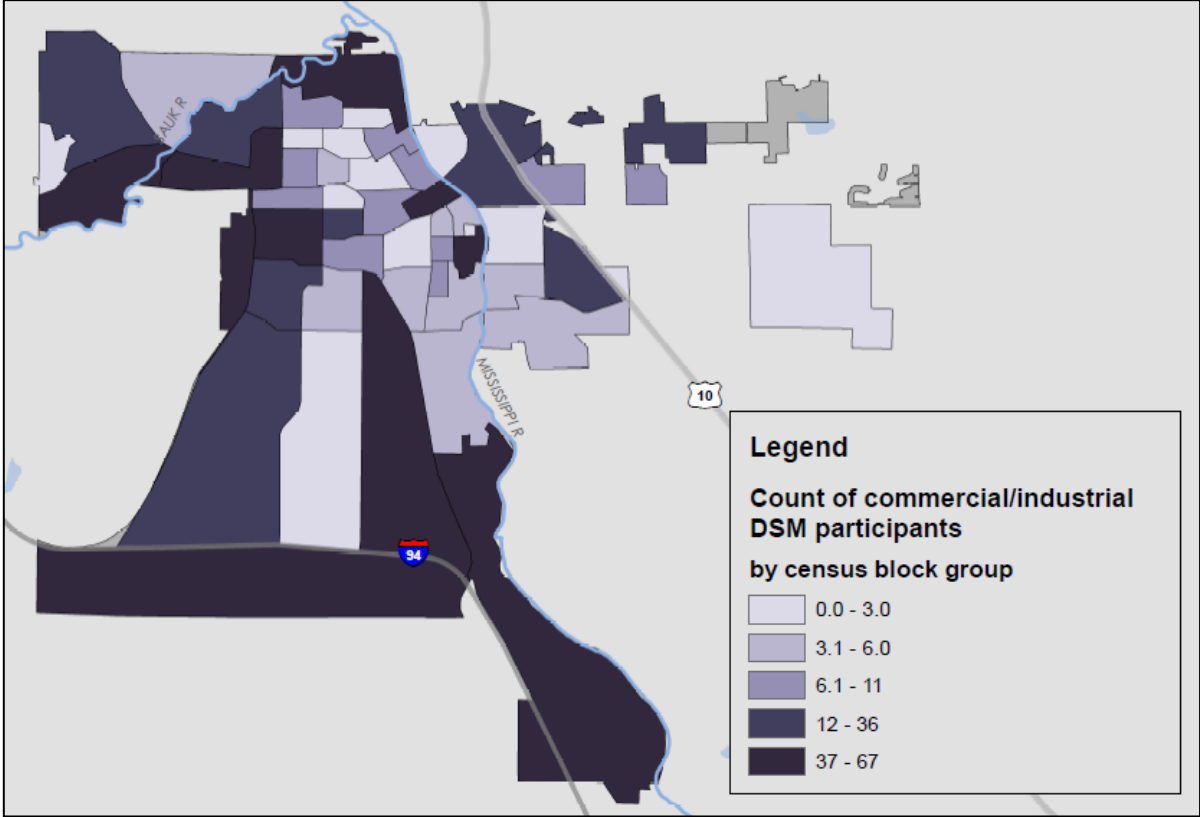 SAUK R
MISSISSIPPI R
10
94
Legend
Count of commercial/industrial
DSM participants
by census block group
0.0 - 3.0
3.1 - 6.0
6.1 - 11
12 - 36
37 - 67